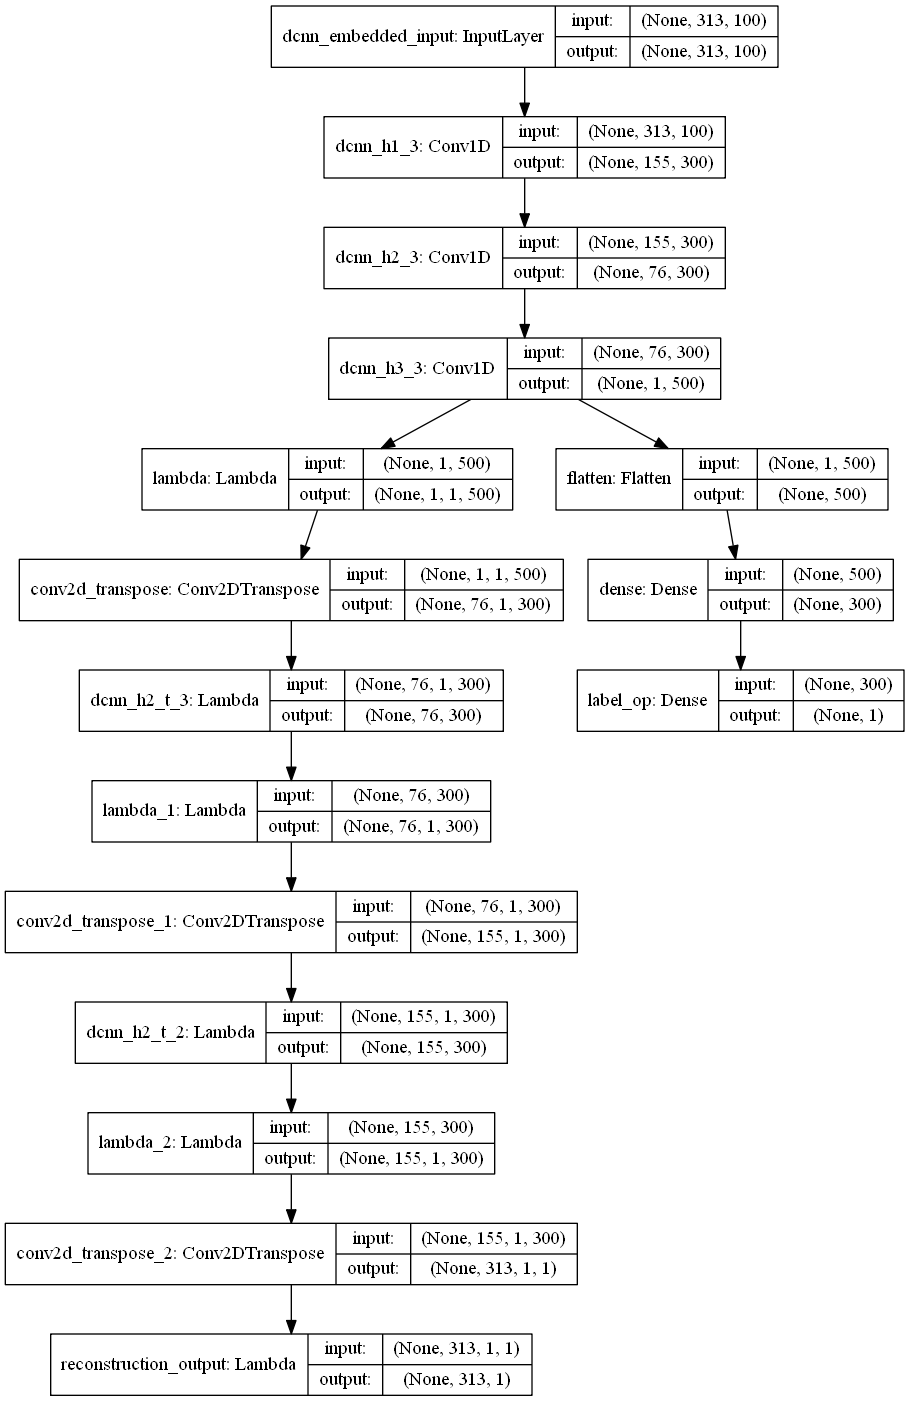 dcnn_embedded_input: InputLayer
input: (None, 313, 100)
output: (None, 313, 100)
dcnn_h1_3: Conv1D
input: (None, 313, 100)
output: (None, 155, 300)
dcnn_h2_3: Conv1D
input: (None, 155, 300)
output: (None, 76, 300)
dcnn_h3_3: Conv1D
input: (None, 76, 300)
output: (None, 1, 500)
lambda: Lambda
input: (None, 1, 500)
output: (None, 1, 1, 500)
flatten: Flatten
input: (None, 1, 500)
output: (None, 500)
conv2d_transpose: Conv2DTranspose
input: (None, 1, 1, 500)
output: (None, 76, 1, 300)
dense: Dense
input: (None, 500)
output: (None, 300)
dcnn_h2_t_3: Lambda
input: (None, 76, 1, 300)
output: (None, 76, 300)
label_op: Dense
input: (None, 300)
output: (None, 1)
lambda_1: Lambda
input: (None, 76, 300)
output: (None, 76, 1, 300)
conv2d_transpose_1: Conv2DTranspose
input: (None, 76, 1, 300)
output: (None, 155, 1, 300)
dcnn_h2_t_2: Lambda
input: (None, 155, 1, 300)
output: (None, 155, 300)
lambda_2: Lambda
input: (None, 155, 300)
output: (None, 155, 1, 300)
conv2d_transpose_2: Conv2DTranspose
input: (None, 155, 1, 300)
output: (None, 313, 1, 1)
reconstruction_output: Lambda
input: (None, 313, 1, 1)
output: (None, 313, 1)